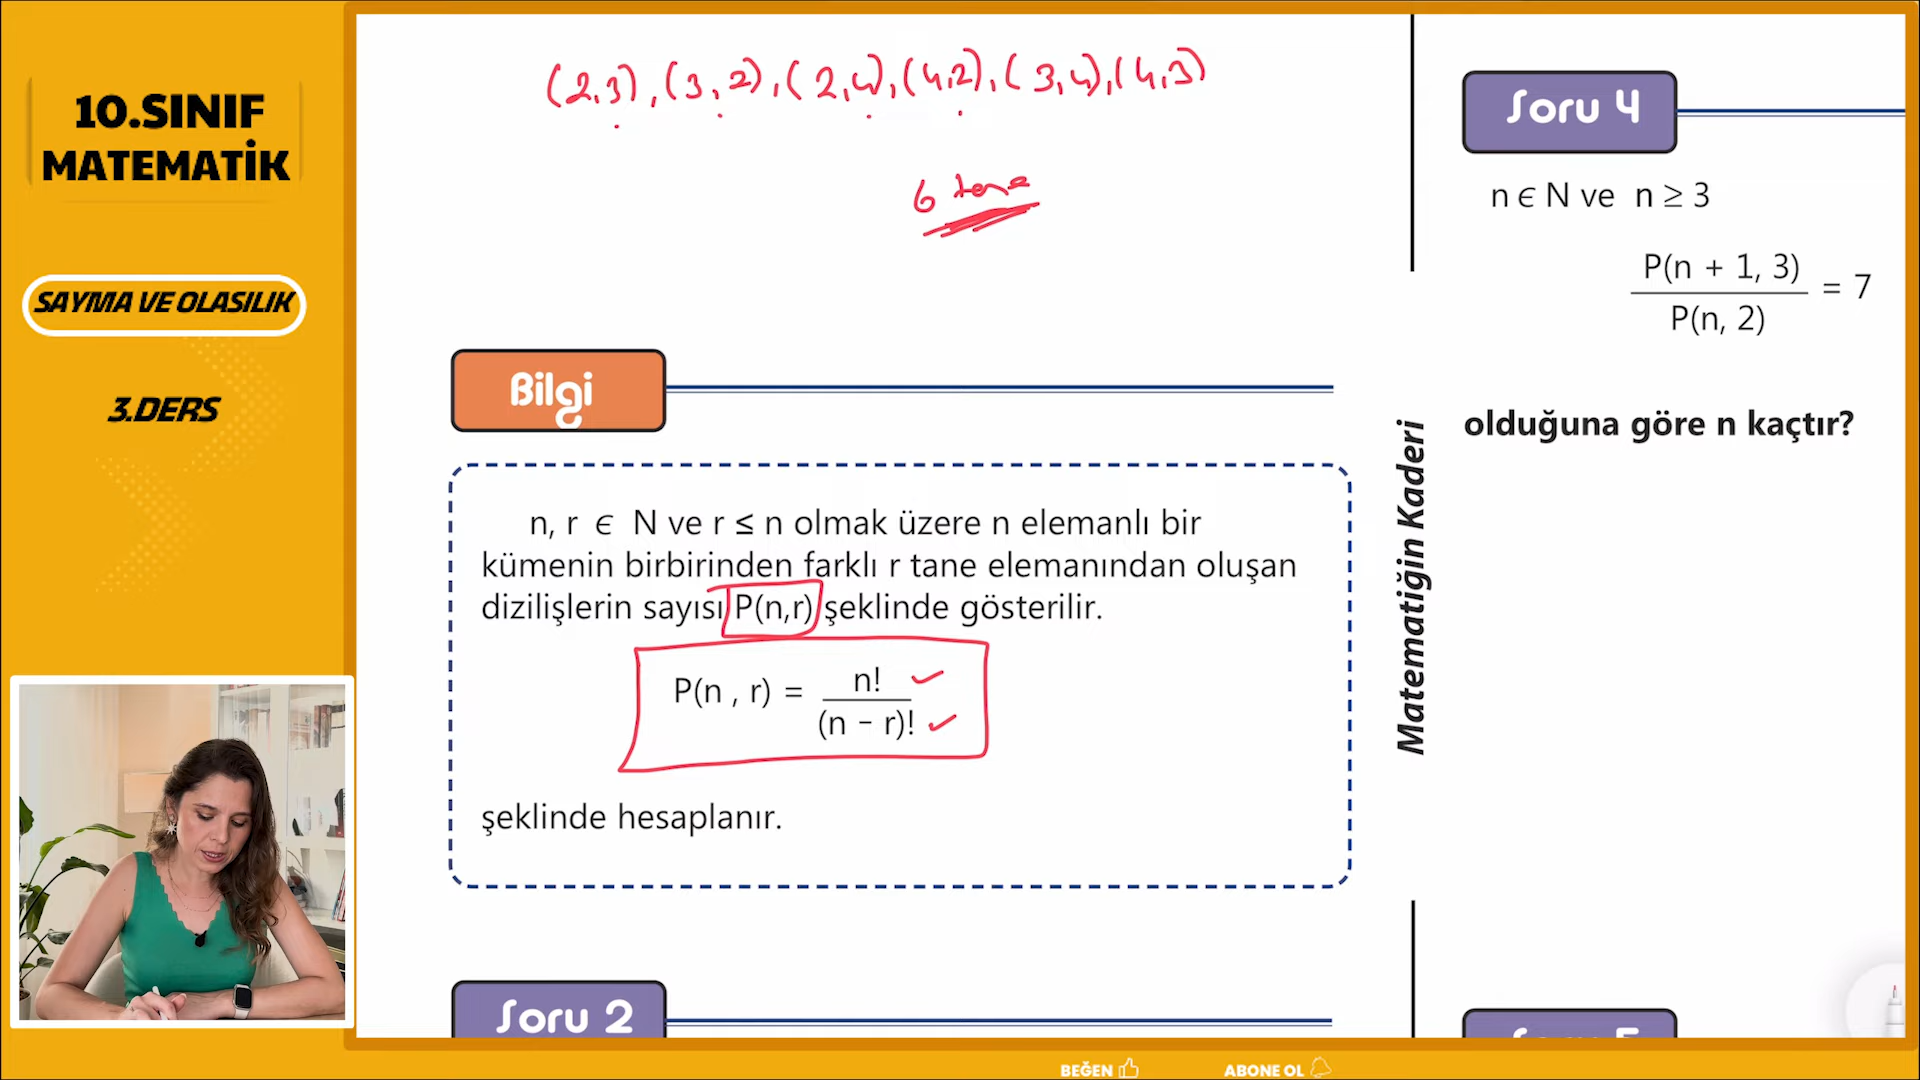 10.SINIF
MATEMATİK
SAYMA VE OLASILIK
3.DERS
(2,3), (3,2), (2,4), (4,2), (3,4), (4,3)
6 tane
Bilgi
n, r ϵ N ve r ≤ n olmak üzere n elemanlı bir
kümenin birbirinden farklı r tane elemanından oluşan
dizilişlerin sayısı P(n,r) şeklinde gösterilir.
P(n , r) = n! / (n − r)!
şeklinde hesaplanır.
Soru 2
Matematiğin Kaderi
Soru 4
n ϵ N ve n ≥ 3
P(n + 1, 3) / P(n, 2) = 7
olduğuna göre n kaçtır?
BEĞEN
ABONE OL